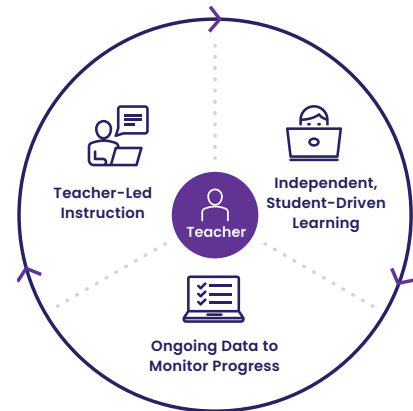 Teacher-Led
Instruction
Independent,
Student-Driven
Learning
Teacher
Ongoing Data to
Monitor Progress